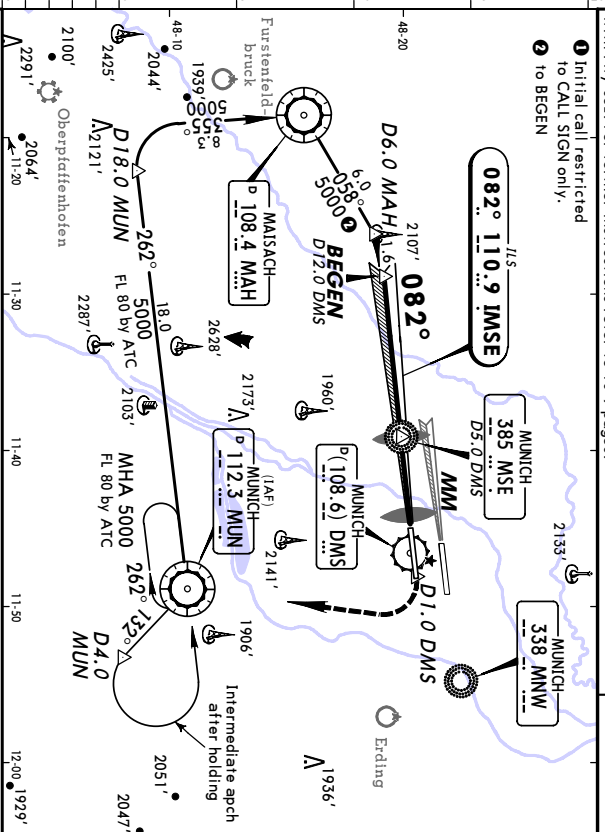 ❶ Initial call restricted
to CALL SIGN only.
❷ to BEGEN
ILS
082° 110.9 IMSE
MUNICH
385 MSE
D5.0 DMS
2133'
MUNICH
338 MNW
48-20
D6.0 MAH
2107'
1.6
082°
BEGEN
D12.0 DMS
MM
D1.0 DMS
6.0
058°
5000 ❷
MAISACH
D 108.4 MAH
Furstenfeld-
bruck
1939'
3.8
355°
5000
1960'
MUNICH
D (108.6) DMS
2141'
Erding
1936'
48-10
2044'
2425'
2100'
2291'
Oberpfaffenhofen
2064'
2121'
D18.0 MUN
262°
18.0
5000
FL 80 by ATC
2628'
2287'
2173'
2103'
(IAF)
MUNICH
D 112.3 MUN
MHA 5000
FL 80 by ATC
262°
132°
D4.0
MUN
1906'
Intermediate apch
after holding
2051'
2047'
1929'
11-20
11-30
11-40
11-50
12-00